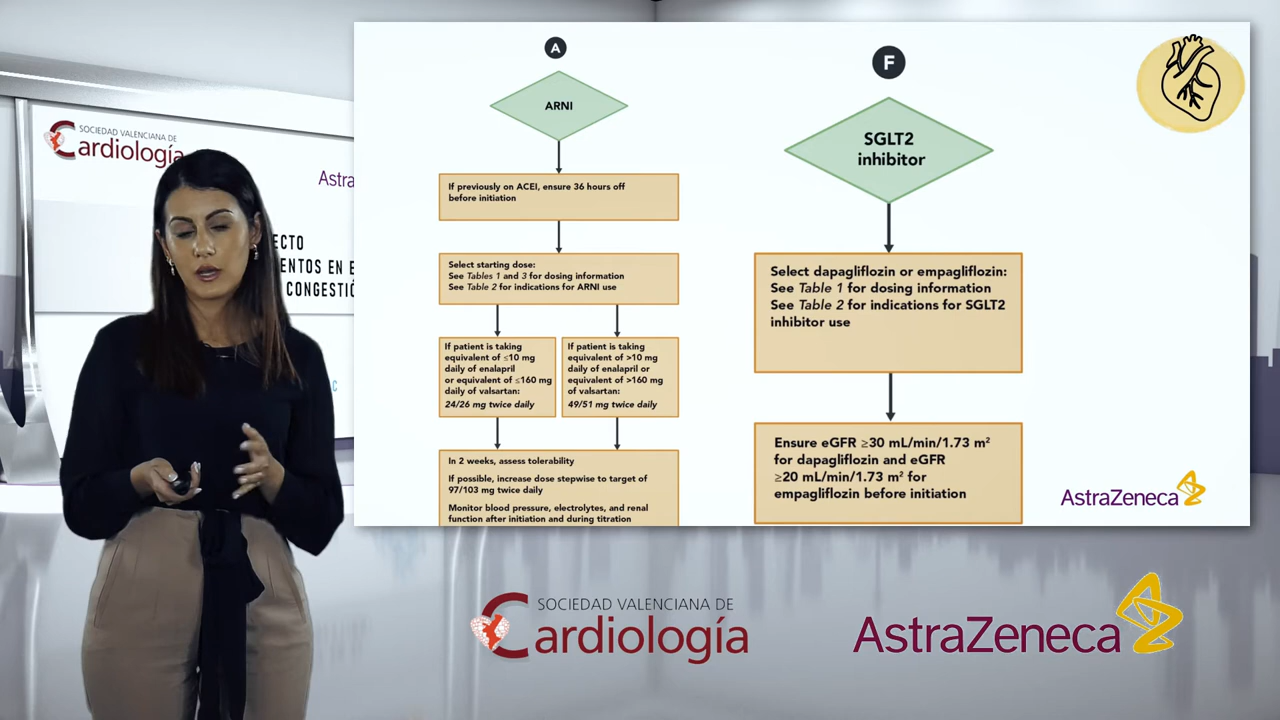 SOCIEDAD VALENCIANA DE
Cardiología
Astra
ECTO
ENTOS EN E
CONGESTIÓ
A
ARNI
If previously on ACEI, ensure 36 hours off
before initiation
Select starting dose:
See Tables 1 and 3 for dosing information
See Table 2 for indications for ARNI use
If patient is taking
equivalent of ≤10 mg
daily of enalapril
or equivalent of ≤160 mg
daily of valsartan:
24/26 mg twice daily
If patient is taking
equivalent of >10 mg
daily of enalapril or
equivalent of >160 mg
of valsartan:
49/51 mg twice daily
In 2 weeks, assess tolerability
If possible, increase dose stepwise to target of
97/103 mg twice daily
Monitor blood pressure, electrolytes, and renal
function after initiation and during titration
F
SGLT2
inhibitor
Select dapagliflozin or empagliflozin:
See Table 1 for dosing information
See Table 2 for indications for SGLT2
inhibitor use
Ensure eGFR ≥30 mL/min/1.73 m²
for dapagliflozin and eGFR
≥20 mL/min/1.73 m² for
empagliflozin before initiation
AstraZeneca
SOCIEDAD VALENCIANA DE
Cardiología
AstraZeneca